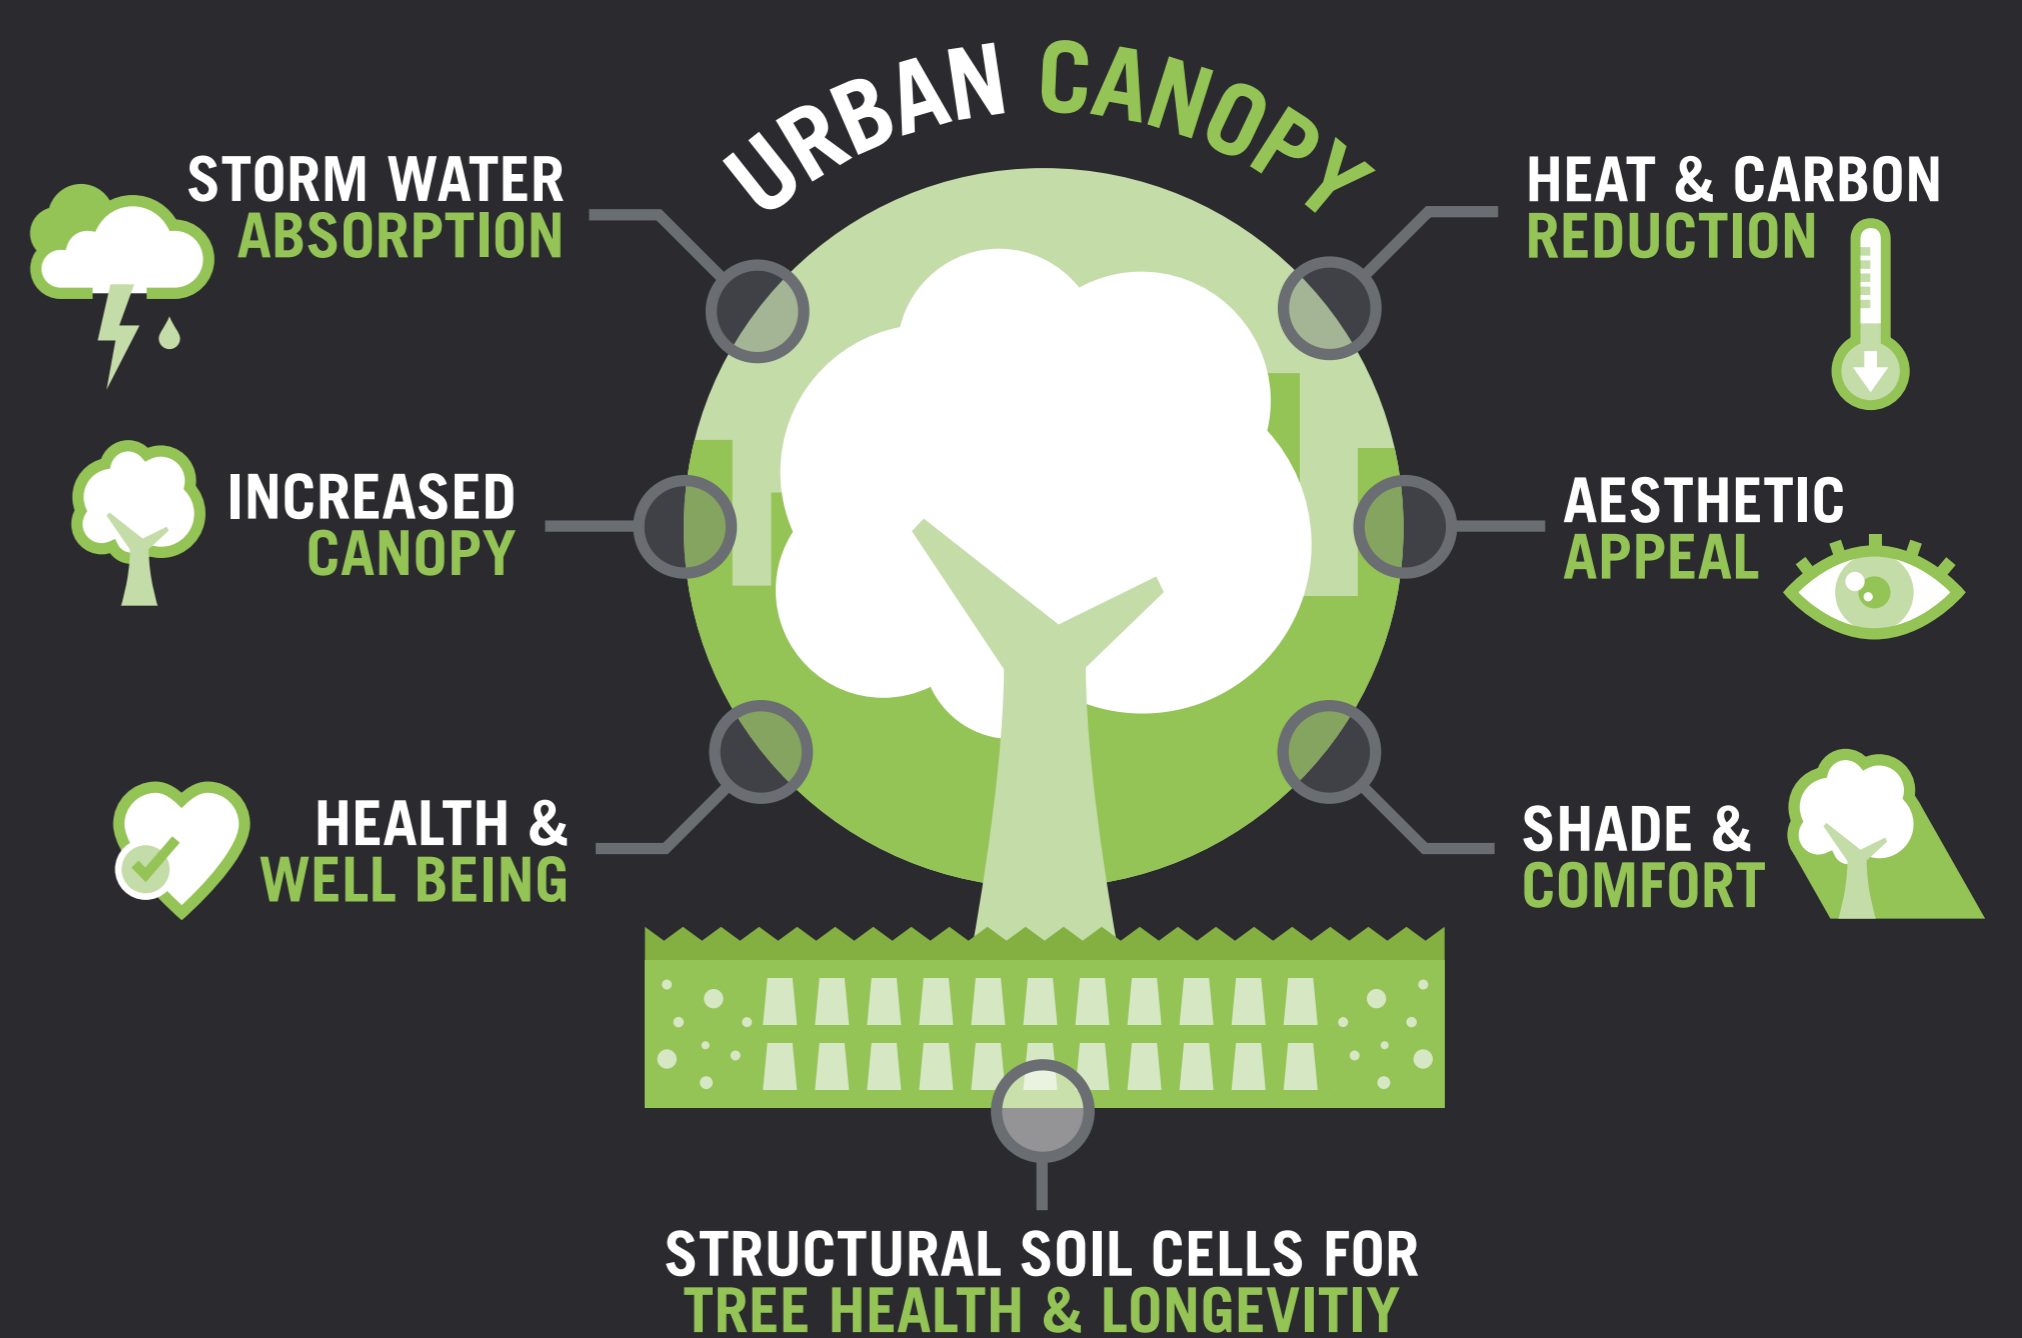 URBAN CANOPY
STORM WATER
ABSORPTION
HEAT & CARBON
REDUCTION
INCREASED
CANOPY
AESTHETIC
APPEAL
HEALTH &
WELL BEING
SHADE &
COMFORT
STRUCTURAL SOIL CELLS FOR
TREE HEALTH & LONGEVITIY